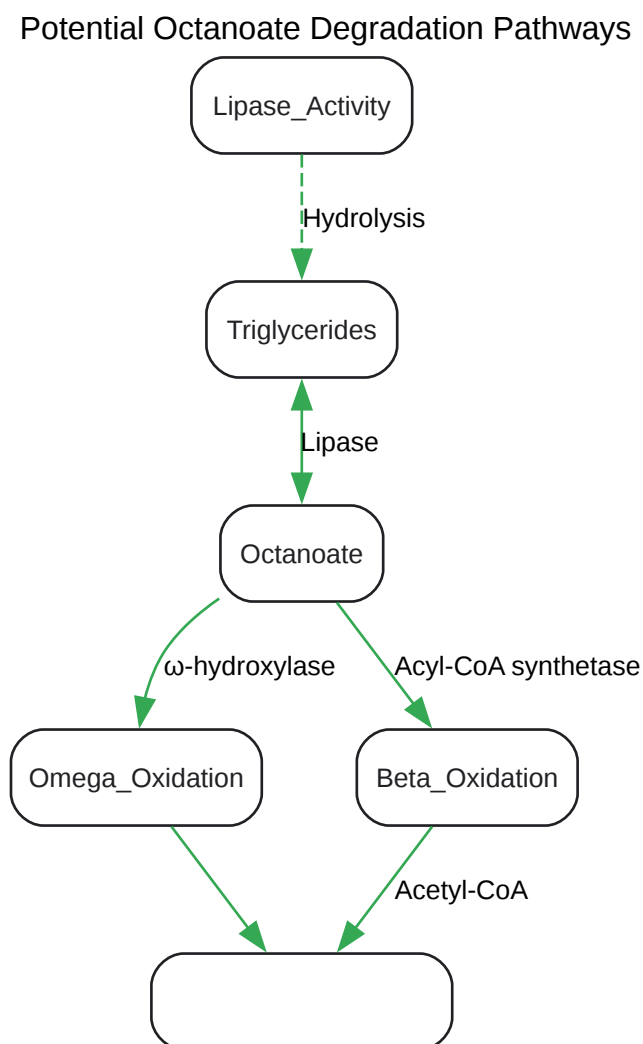 Potential Octanoate Degradation Pathways
Lipase_Activity
Hydrolysis
Triglycerides
Lipase
Octanoate
ω-hydroxylase
Acyl-CoA synthetase
Omega_Oxidation
Beta_Oxidation
Acetyl-CoA